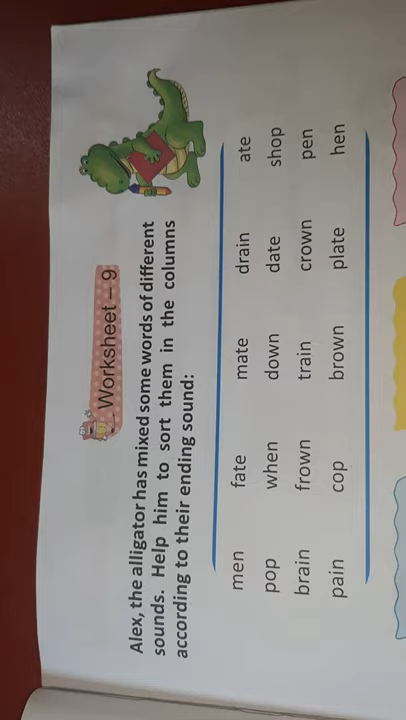 Worksheet – 9
Alex, the alligator has mixed some words of different
sounds. Help him to sort them in the columns
according to their ending sound:
men fate mate drain ate
pop when down date shop
brain frown train crown pen
pain cop brown plate hen